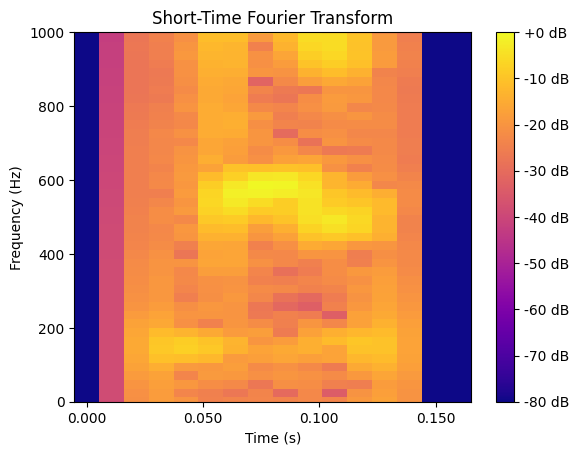 Short-Time Fourier Transform
Frequency (Hz)
1000
800
600
400
200
0
0.000
0.050
0.100
0.150
Time (s)
+0 dB
-10 dB
-20 dB
-30 dB
-40 dB
-50 dB
-60 dB
-70 dB
-80 dB